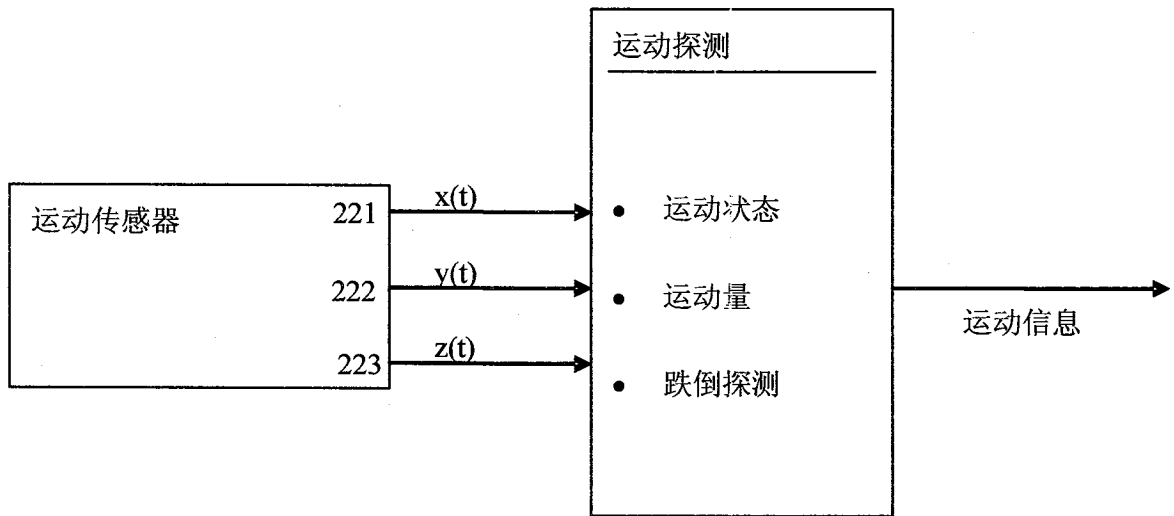 运动探测
运动传感器
221
x(t)
• 运动状态
222
y(t)
• 运动量
运动信息
223
z(t)
• 跌倒探测